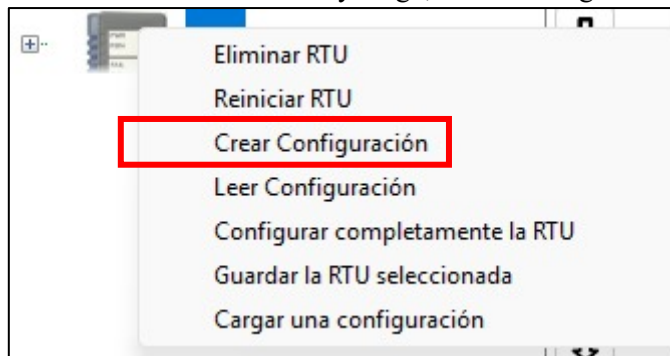 Eliminar RTU
Reiniciar RTU
Crear Configuración
Leer Configuración
Configurar completamente la RTU
Guardar la RTU seleccionada
Cargar una configuración